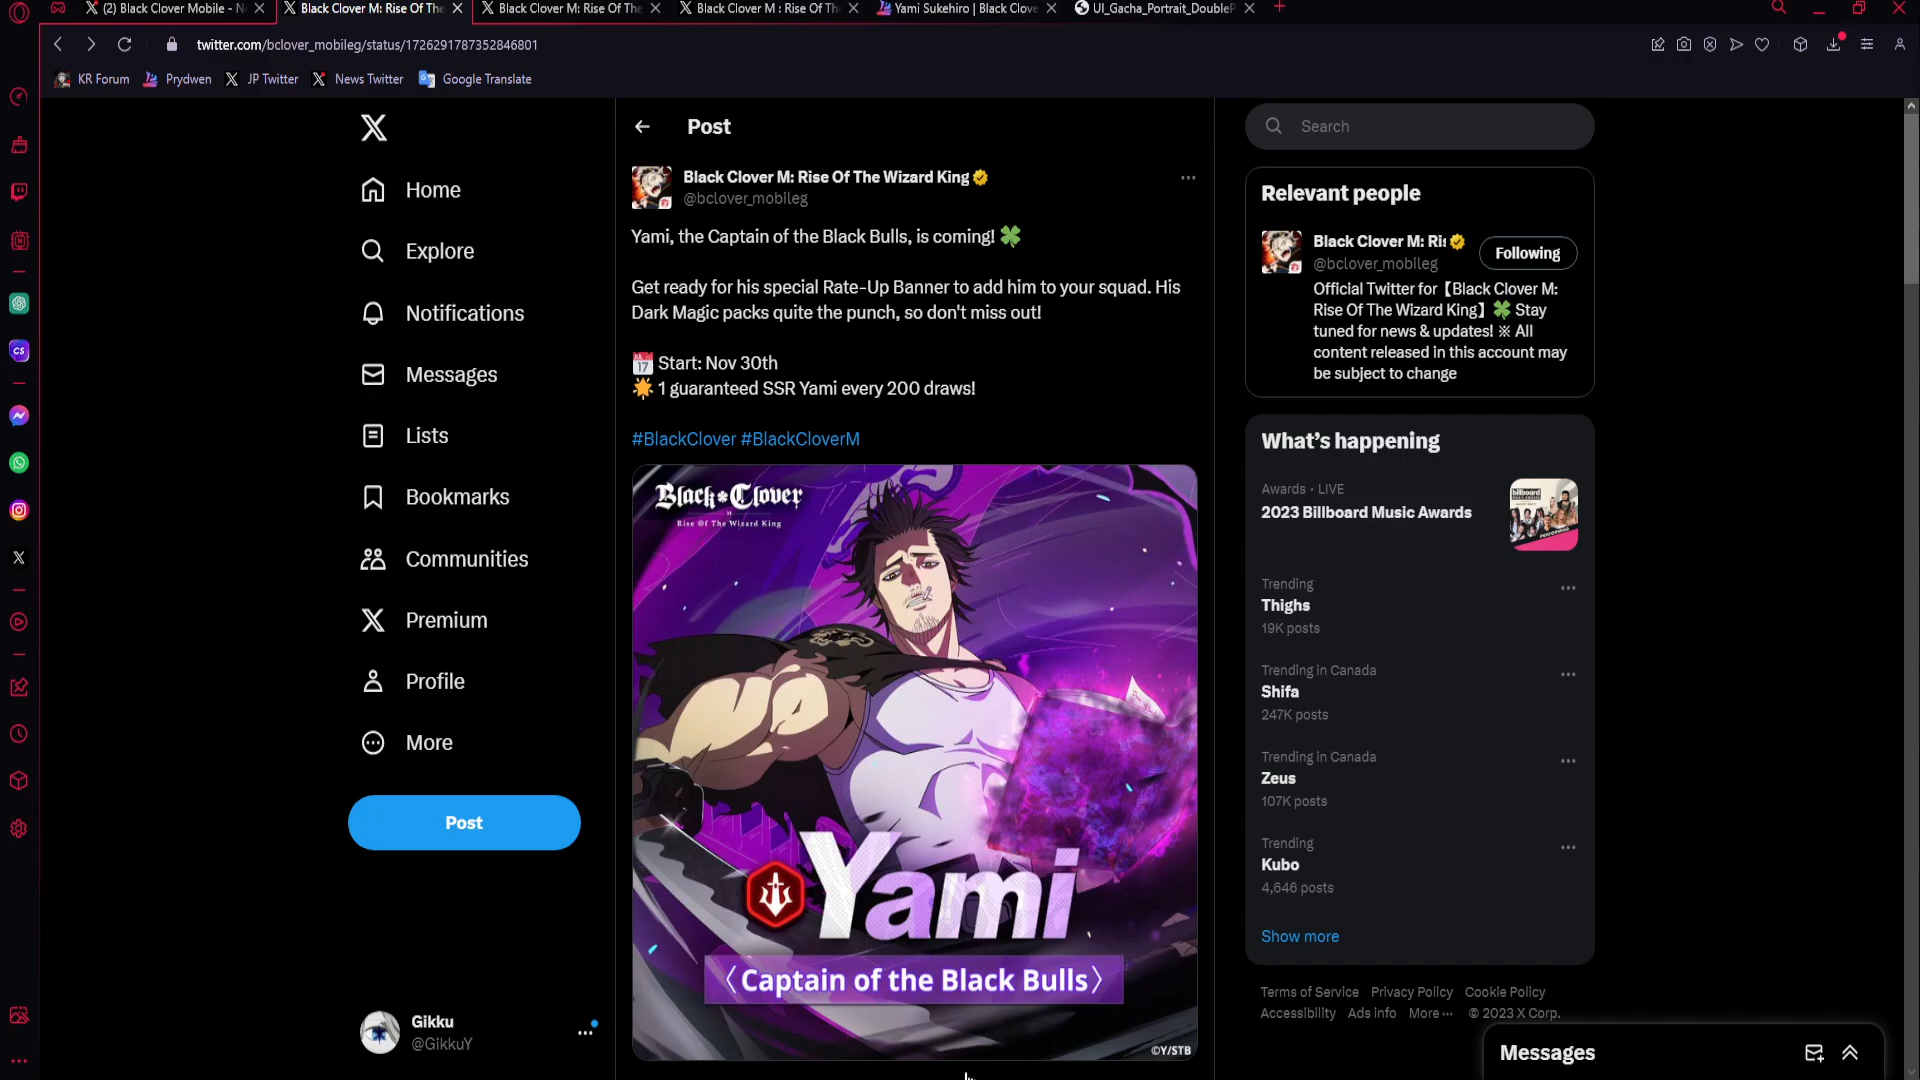 (2) Black Clover Mobile - N
Black Clover M: Rise Of The
Black Clover M: Rise Of The
Black Clover M : Rise Of Th
Yami Sukehiro | Black Clove
UI_Gacha_Portrait_DoubleP
twitter.com/bclover_mobileg/status/1726291787352846801
KR Forum
Prydwen
JP Twitter
News Twitter
Google Translate
Home
Explore
Notifications
Messages
Lists
Bookmarks
Communities
Premium
Profile
More
Post
Gikku
@GikkuY
Post
Black Clover M: Rise Of The Wizard King
@bclover_mobileg
Yami, the Captain of the Black Bulls, is coming! 🍀
Get ready for his special Rate-Up Banner to add him to your squad. His
Dark Magic packs quite the punch, so don't miss out!
📅 Start: Nov 30th
🌟 1 guaranteed SSR Yami every 200 draws!
#BlackClover #BlackCloverM
Black Clover
M
Rise Of The Wizard King
Yami
〈Captain of the Black Bulls〉
©Y/STB
Search
Relevant people
Black Clover M: Ris
@bclover_mobileg
Following
Official Twitter for【Black Clover M:
Rise Of The Wizard King】🍀 Stay
tuned for news & updates! ※ All
content released in this account may
be subject to change
What's happening
Awards · LIVE
2023 Billboard Music Awards
Trending
Thighs
19K posts
Trending in Canada
Shifa
247K posts
Trending in Canada
Zeus
107K posts
Trending
Kubo
4,646 posts
Show more
Terms of Service Privacy Policy Cookie Policy
Accessibility Ads info More ··· © 2023 X Corp.
Messages